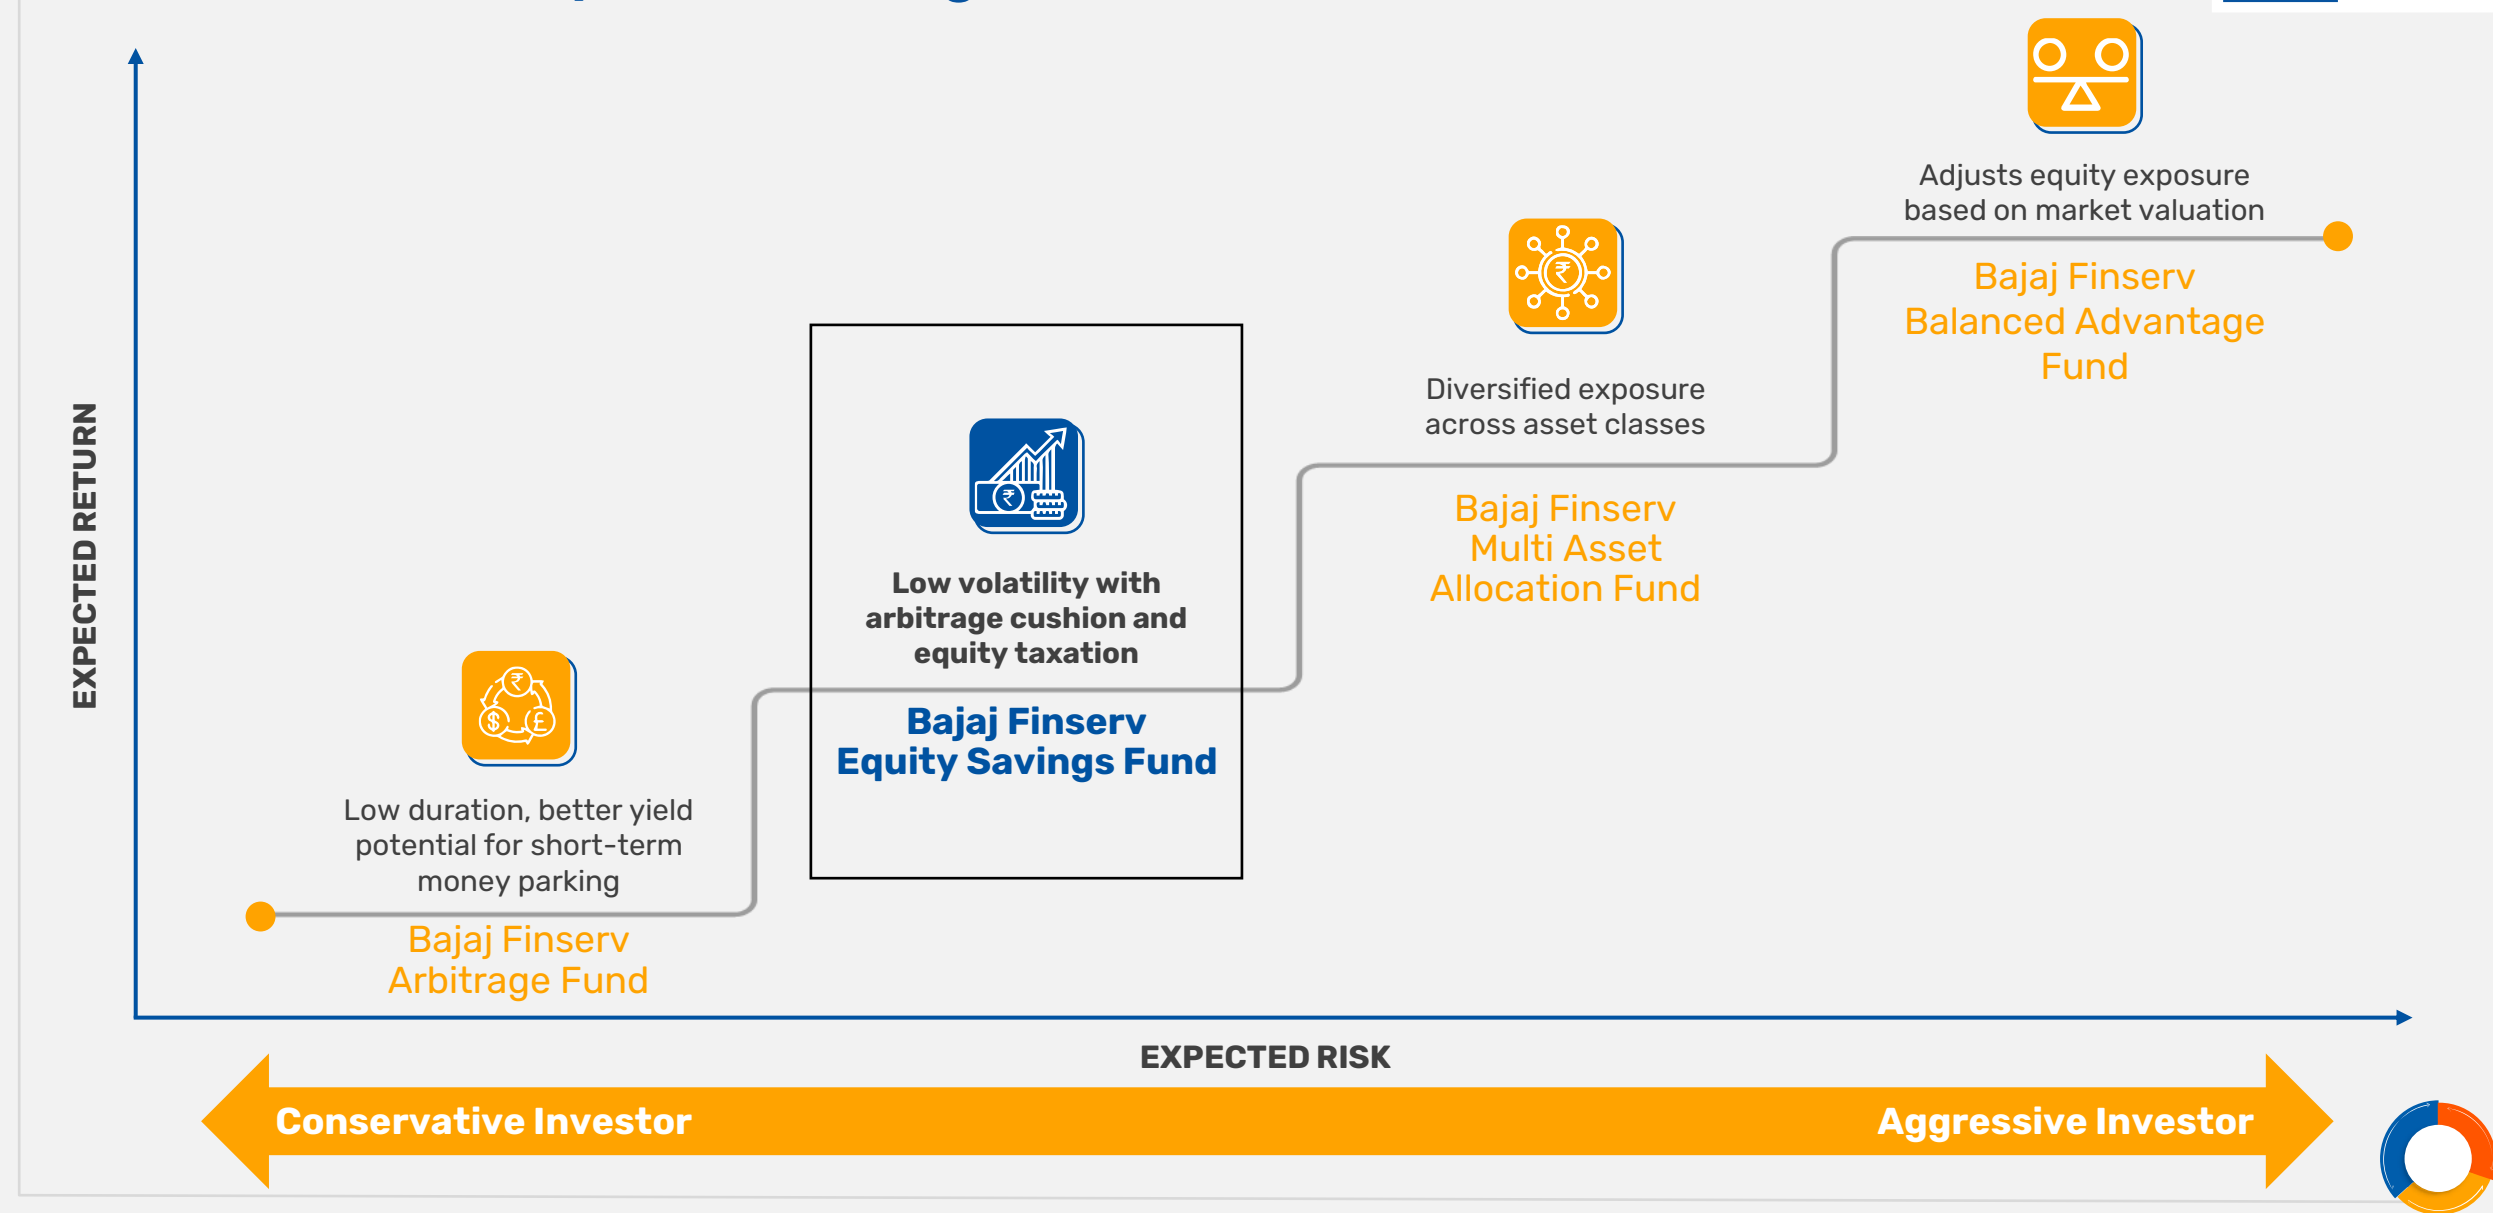 Adjusts equity exposure
based on market valuation
Bajaj Finserv
Balanced Advantage
Fund
Diversified exposure
across asset classes
Bajaj Finserv
Multi Asset
Allocation Fund
Low volatility with
arbitrage cushion and
equity taxation
Bajaj Finserv
Equity Savings Fund
Low duration, better yield
potential for short-term
money parking
Bajaj Finserv
Arbitrage Fund
EXPECTED RETURN
EXPECTED RISK
Conservative Investor
Aggressive Investor